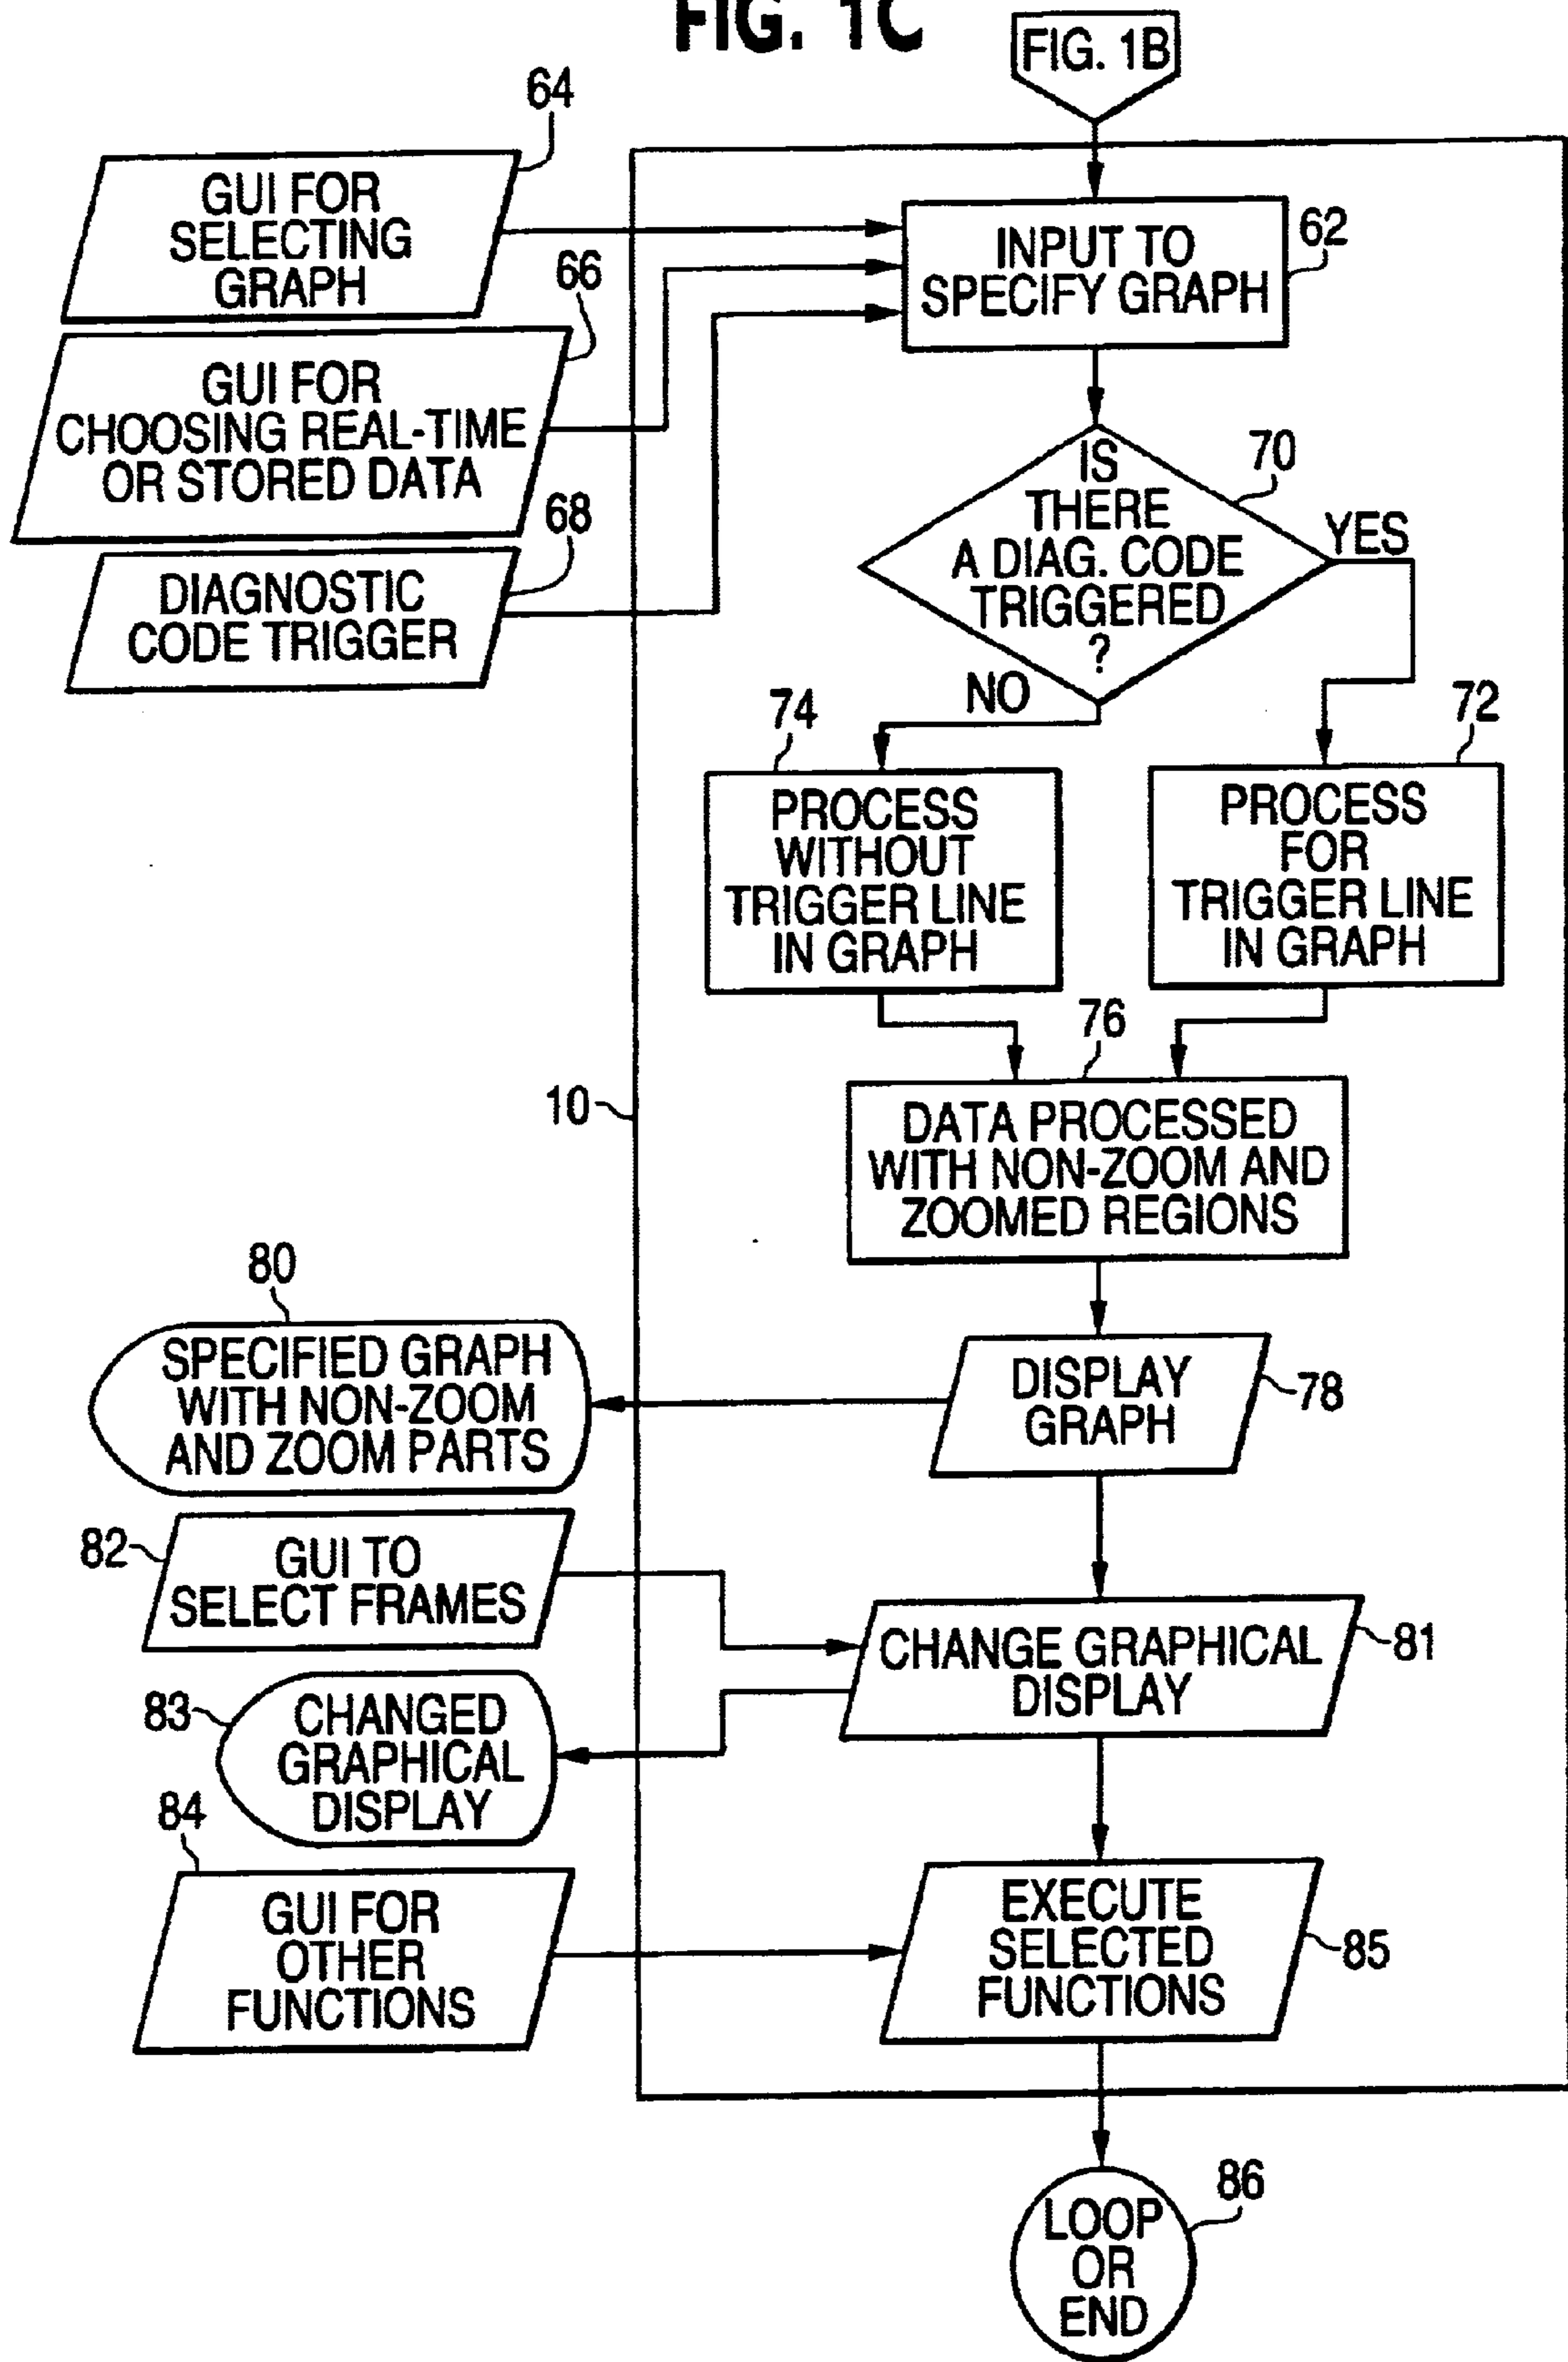 FIG. 1C
FIG. 1B
64
GUI FOR
SELECTING
GRAPH
66
GUI FOR
CHOOSING REAL-TIME
OR STORED DATA
68
DIAGNOSTIC
CODE TRIGGER
INPUT TO
SPECIFY GRAPH
62
IS
THERE
A DIAG. CODE
TRIGGERED
?
70
YES
NO
74
PROCESS
WITHOUT
TRIGGER LINE
IN GRAPH
72
PROCESS
FOR
TRIGGER LINE
IN GRAPH
76
10
DATA PROCESSED
WITH NON-ZOOM AND
ZOOMED REGIONS
80
SPECIFIED GRAPH
WITH NON-ZOOM
AND ZOOM PARTS
DISPLAY
GRAPH
78
82
GUI TO
SELECT FRAMES
CHANGE GRAPHICAL
DISPLAY
81
83
CHANGED
GRAPHICAL
DISPLAY
84
GUI FOR
OTHER
FUNCTIONS
EXECUTE
SELECTED
FUNCTIONS
85
86
LOOP
OR
END